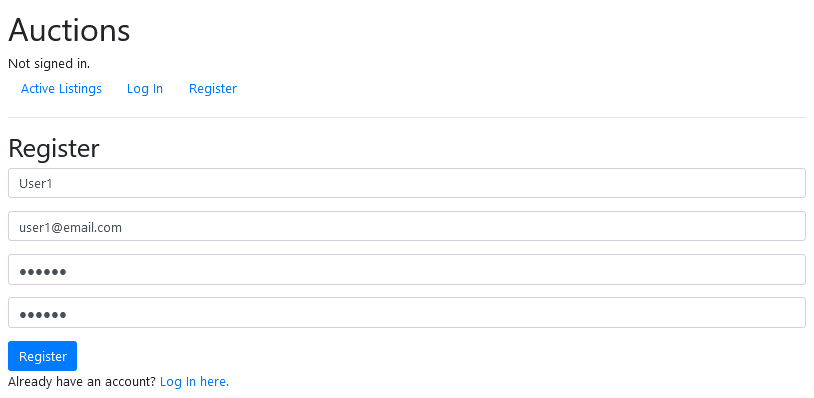 Auctions
Not signed in.
Active Listings Log In Register
Register
User1
user1@email.com
●●●●●●
●●●●●●
Register
Already have an account? Log In here.